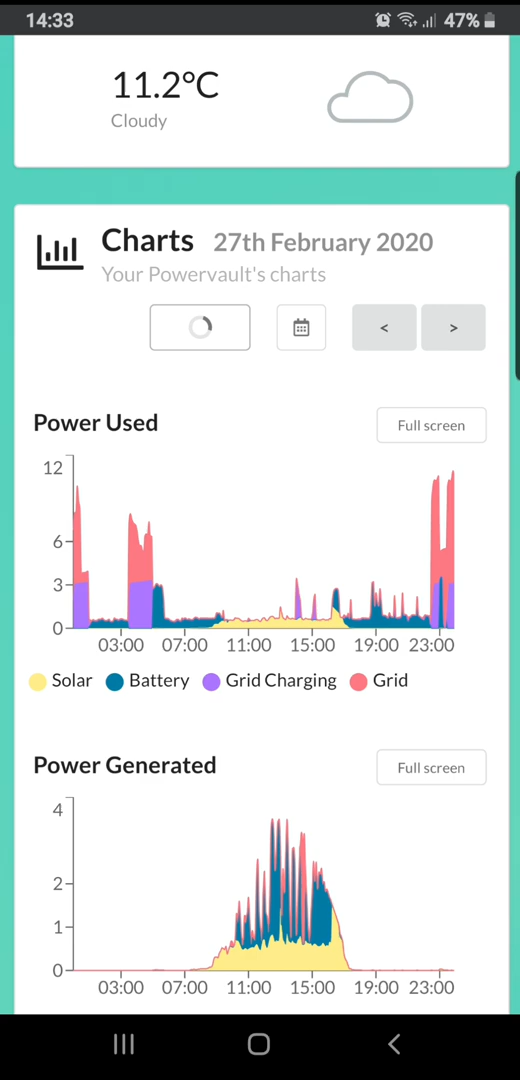 14:33 47%
11.2°C
Cloudy
Charts 27th February 2020
Your Powervault's charts
< >
Power Used Full screen
12
6
3
0
03:00 07:00 11:00 15:00 19:00 23:00
Solar Battery Grid Charging Grid
Power Generated Full screen
4
2
1
0
03:00 07:00 11:00 15:00 19:00 23:00